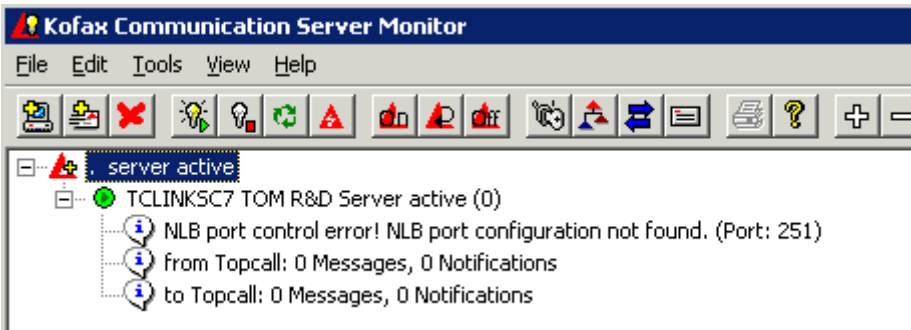 Kofax Communication Server Monitor
File Edit Tools View Help
on off
. server active
TCLINKSC7 TOM R&D Server active (0)
NLB port control error! NLB port configuration not found. (Port: 251)
from Topcall: 0 Messages, 0 Notifications
to Topcall: 0 Messages, 0 Notifications